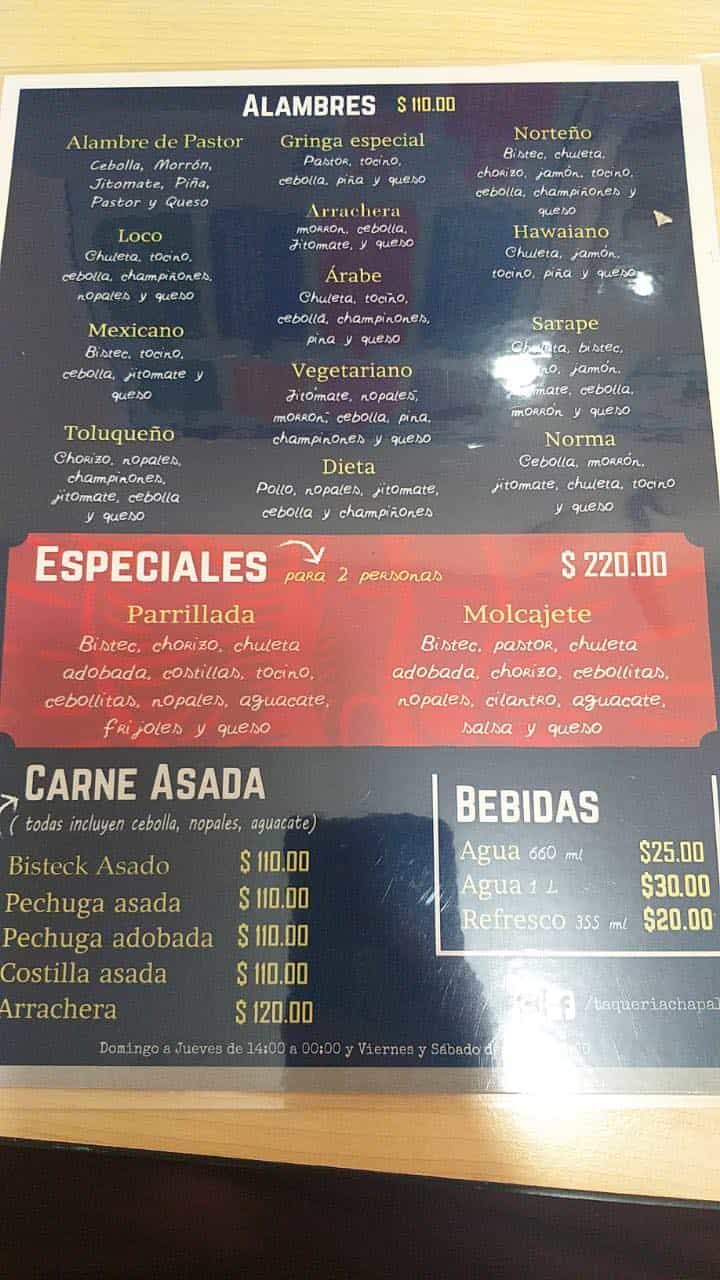 ALAMBRES $ 110.00
Alambre de Pastor
Cebolla, Morrón,
Jitomate, Piña,
Pastor y Queso
Loco
Chuleta, tocino,
cebolla, champiñones,
nopales y queso
Mexicano
Bistec, tocino,
cebolla, jitomate y
queso
Toluqueño
Chorizo, nopales,
champiñones,
jitomate, cebolla
y queso
Gringa especial
Pastor, tocino,
cebolla, piña y queso
Arrachera
morrón, cebolla,
Jitomate, y queso
Árabe
Chuleta, tocino,
cebolla, champiñones,
piña y queso
Vegetariano
Jitomate, nopales,
morrón, cebolla, piña,
champiñones y queso
Dieta
Pollo, nopales, jitomate,
cebolla y champiñones
Norteño
Bistec, chuleta,
chorizo, jamón, tocino,
cebolla, champiñones y
queso
Hawaiano
Chuleta, jamón,
tocino, piña y queso
Sarape
Chuleta, bistec,
jamón,
cebolla,
morrón y queso
Norma
Cebolla, morrón,
jitomate, chuleta, tocino
y queso
ESPECIALES para 2 personas $ 220.00
Parrillada
Bistec, chorizo, chuleta
adobada, costillas, tocino,
cebollitas, nopales, aguacate,
frijoles y queso
Molcajete
Bistec, pastor, chuleta
adobada, chorizo, cebollitas,
nopales, cilantro, aguacate,
salsa y queso
CARNE ASADA
( todas incluyen cebolla, nopales, aguacate)
Bisteck Asado $ 110.00
Pechuga asada $ 110.00
Pechuga adobada $ 110.00
Costilla asada $ 110.00
Arrachera $ 120.00
BEBIDAS
Agua 660 ml $25.00
Agua 1 L $30.00
Refresco 355 ml $20.00
/taqueriachapal
Domingo a Jueves de 14:00 a 00:00 y Viernes y Sábado